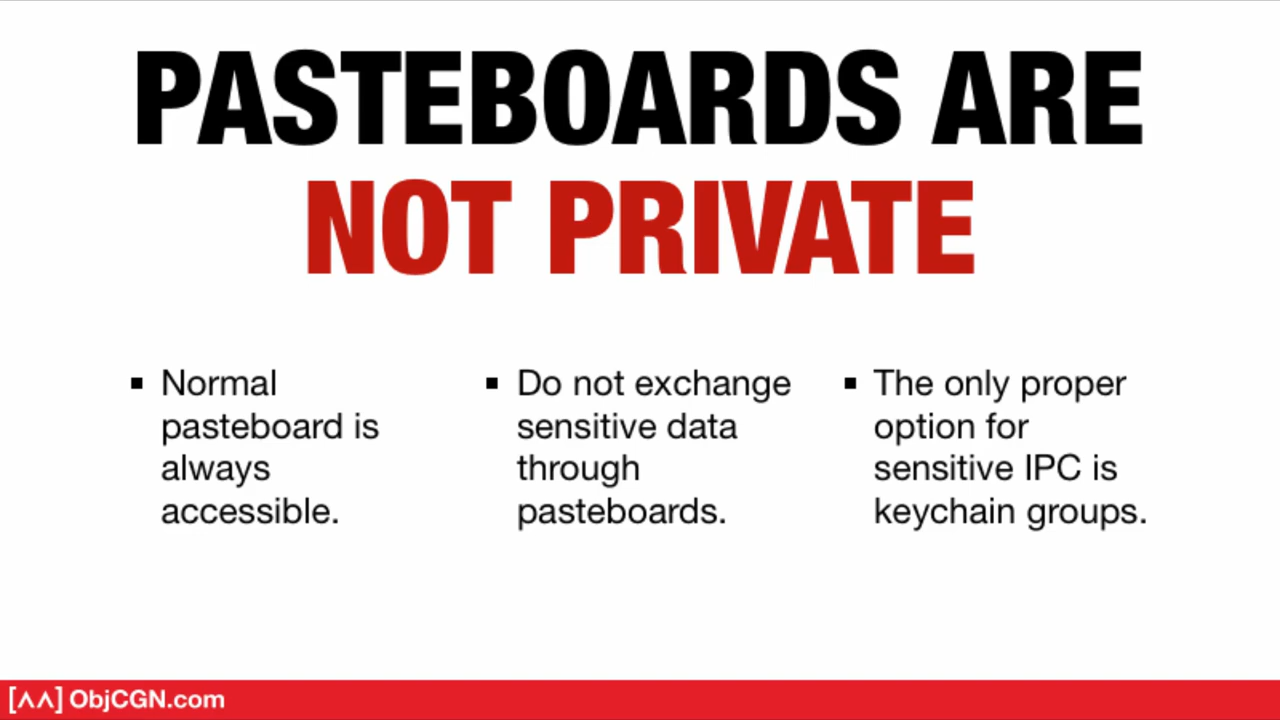 PASTEBOARDS ARE
NOT PRIVATE
▪ Normal
pasteboard is
always
accessible.
▪ Do not exchange
sensitive data
through
pasteboards.
▪ The only proper
option for
sensitive IPC is
keychain groups.
[ʌʌ] ObjCGN.com